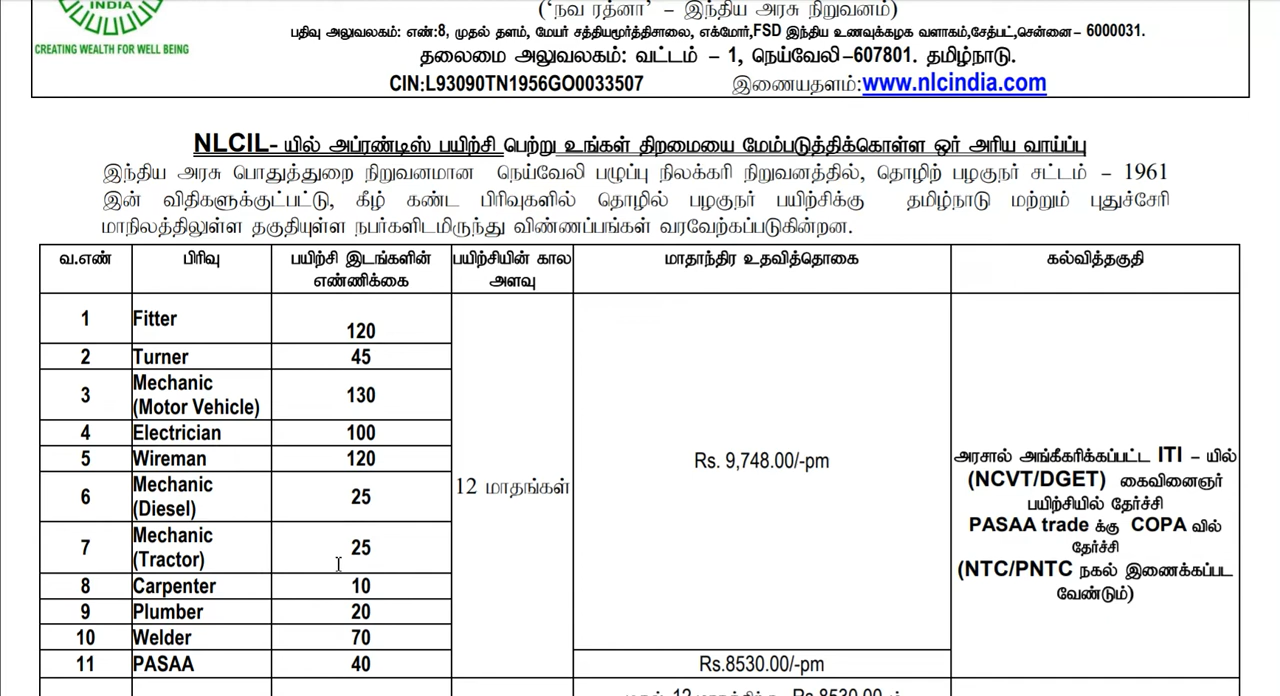 INDIA
CREATING WEALTH FOR WELL BEING
('நவ ரத்னா' – இந்திய அரசு நிறுவனம்)
பதிவு அலுவலகம்: எண்:8, முதல் தளம், மேயர் சத்தியமூர்த்திசாலை, எக்மோர்,FSD இந்திய உணவுக்கழக வளாகம்,சேத்பட்,சென்னை– 6000031.
தலைமை அலுவலகம்: வட்டம் – 1, நெய்வேலி–607801. தமிழ்நாடு.
CIN:L93090TN1956GO0033507 இணையதளம்:www.nlcindia.com
NLCIL- யில் அப்ரண்டிஸ் பயிற்சி பெற்று உங்கள் திறமையை மேம்படுத்திக்கொள்ள ஓர் அரிய வாய்ப்பு
இந்திய அரசு பொதுத்துறை நிறுவனமான நெய்வேலி பழுப்பு நிலக்கரி நிறுவனத்தில், தொழிற் பழகுநர் சட்டம் – 1961
இன் விதிகளுக்குட்பட்டு, கீழ் கண்ட பிரிவுகளில் தொழில் பழகுநர் பயிற்சிக்கு தமிழ்நாடு மற்றும் புதுச்சேரி
மாநிலத்திலுள்ள தகுதியுள்ள நபர்களிடமிருந்து விண்ணப்பங்கள் வரவேற்கப்படுகின்றன.
வ.எண் பிரிவு பயிற்சி இடங்களின் எண்ணிக்கை பயிற்சியின் கால அளவு மாதாந்திர உதவித்தொகை கல்வித்தகுதி
1 Fitter 120
2 Turner 45
3 Mechanic (Motor Vehicle) 130
4 Electrician 100
5 Wireman 120
6 Mechanic (Diesel) 25
7 Mechanic (Tractor) 25
8 Carpenter 10
9 Plumber 20
10 Welder 70
11 PASAA 40
12 மாதங்கள்
Rs. 9,748.00/-pm
Rs.8530.00/-pm
அரசால் அங்கீகரிக்கப்பட்ட ITI – யில்
(NCVT/DGET) கைவினைஞர்
பயிற்சியில் தேர்ச்சி
PASAA trade க்கு COPA வில்
தேர்ச்சி
(NTC/PNTC நகல் இணைக்கப்பட
வேண்டும்)